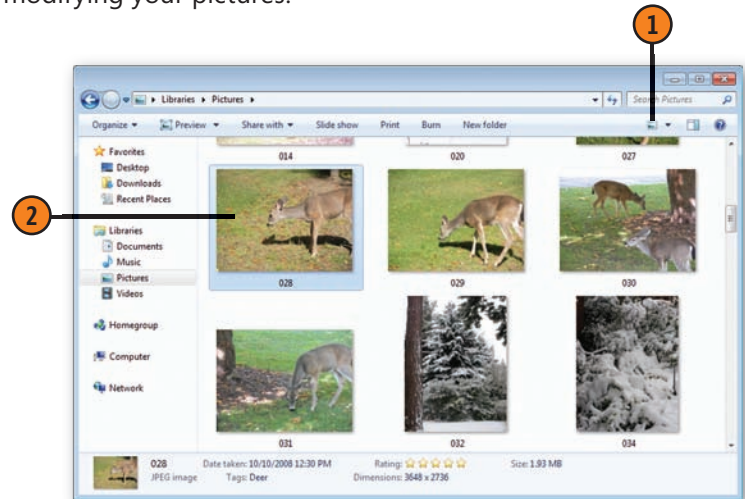 modifying your pictures.
1
Libraries ▸ Pictures ▸
Search Pictures
Organize Preview Share with Slide show Print Burn New folder
Favorites
Desktop
Downloads
Recent Places
Libraries
Documents
Music
Pictures
Videos
Homegroup
Computer
Network
014 020 027
2
028 029 030
031 032 034
028 Date taken: 10/10/2008 12:30 PM Rating: Size: 1.93 MB
JPEG image Tags: Deer Dimensions: 3648 x 2736